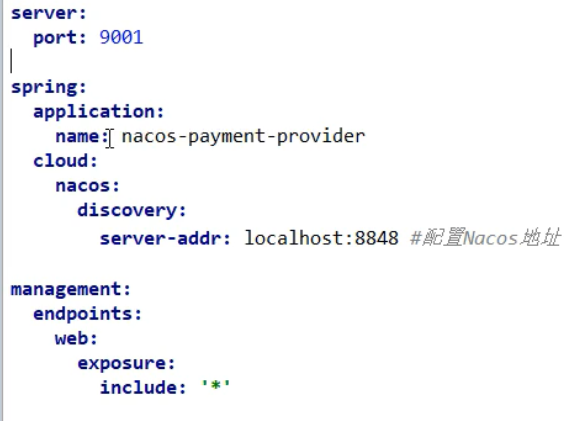 server:
  port: 9001

spring:
  application:
    name: nacos-payment-provider
  cloud:
    nacos:
      discovery:
        server-addr: localhost:8848 #配置Nacos地址

management:
  endpoints:
    web:
      exposure:
        include: '*'